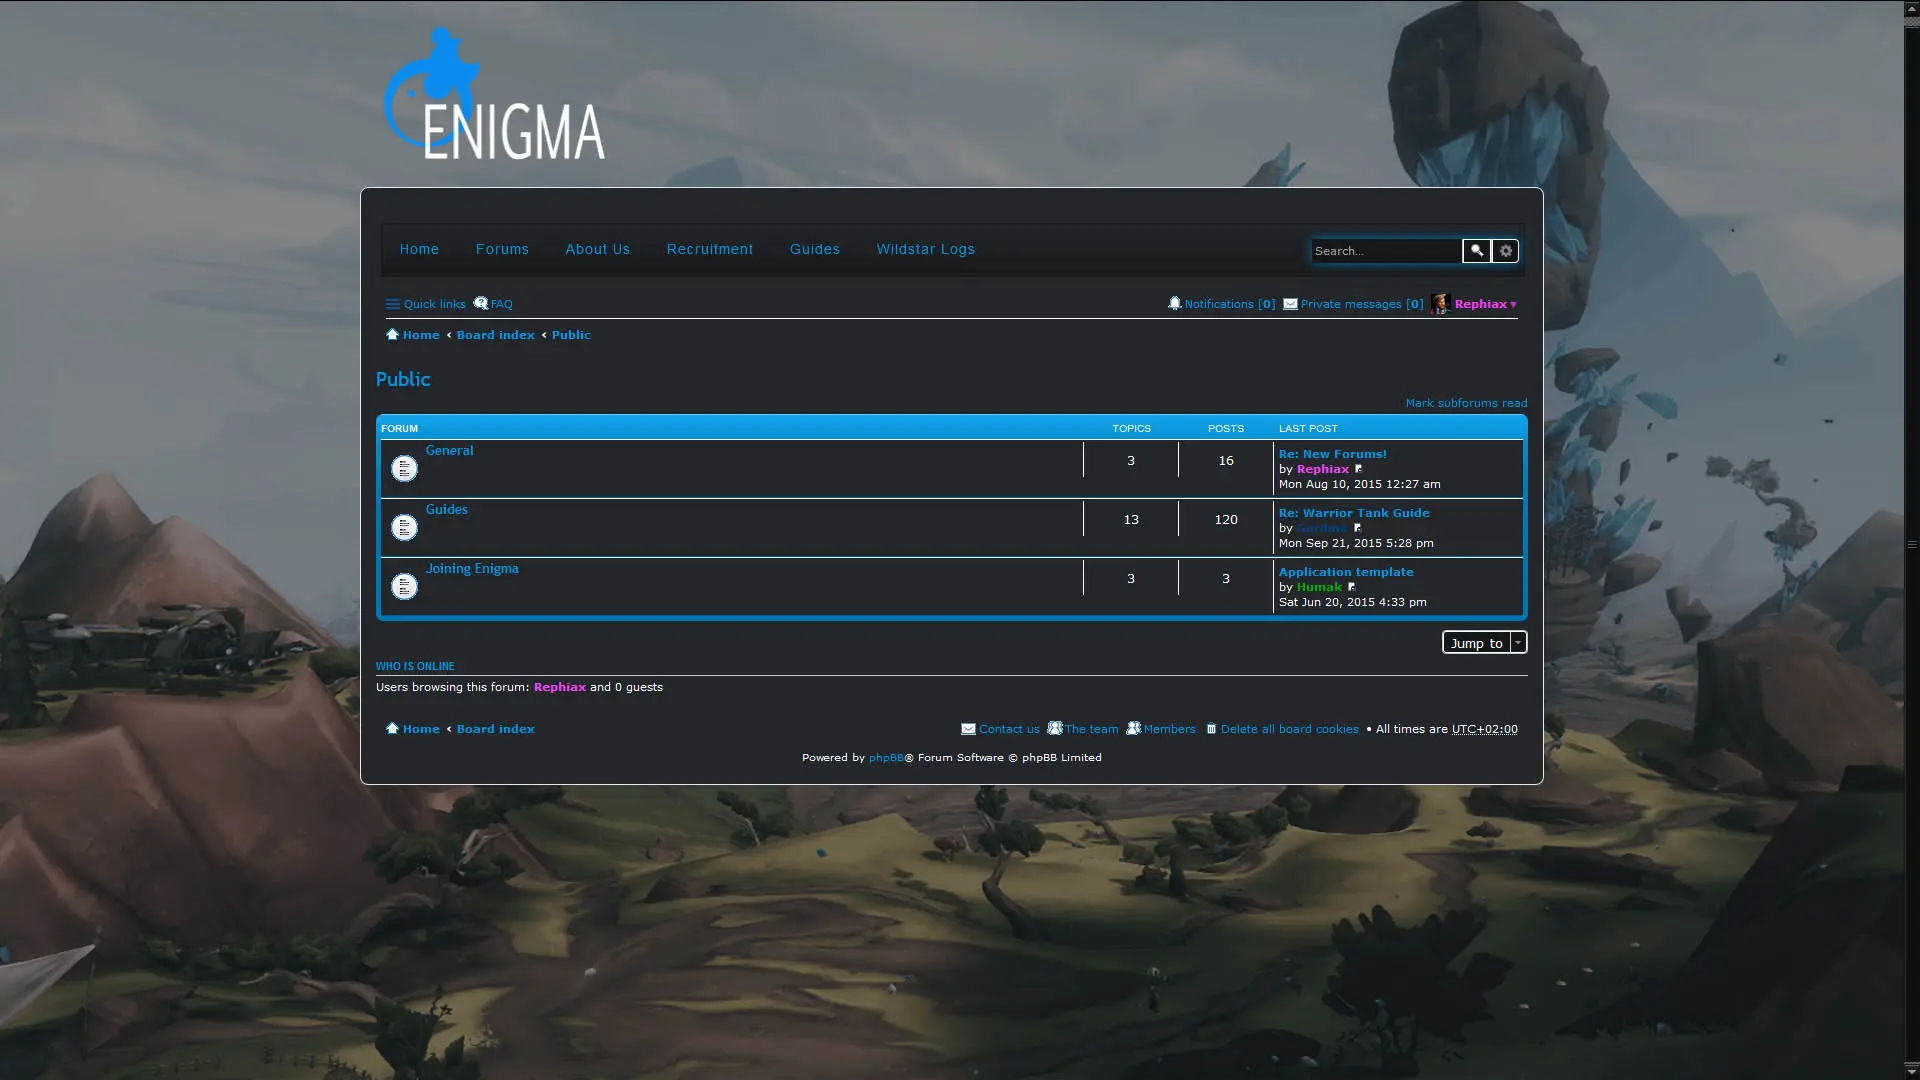 ENIGMA
Home Forums About Us Recruitment Guides Wildstar Logs Search...
Quick links FAQ Notifications [0] Private messages [0] Rephiax
Home ‹ Board index ‹ Public
Public
Mark subforums read
FORUM TOPICS POSTS LAST POST
General 3 16 Re: New Forums!
by Rephiax
Mon Aug 10, 2015 12:27 am
Guides 13 120 Re: Warrior Tank Guide
by
Mon Sep 21, 2015 5:28 pm
Joining Enigma 3 3 Application template
by Humak
Sat Jun 20, 2015 4:33 pm
Jump to
WHO IS ONLINE
Users browsing this forum: Rephiax and 0 guests
Home ‹ Board index Contact us The team Members Delete all board cookies • All times are UTC+02:00
Powered by phpBB® Forum Software © phpBB Limited